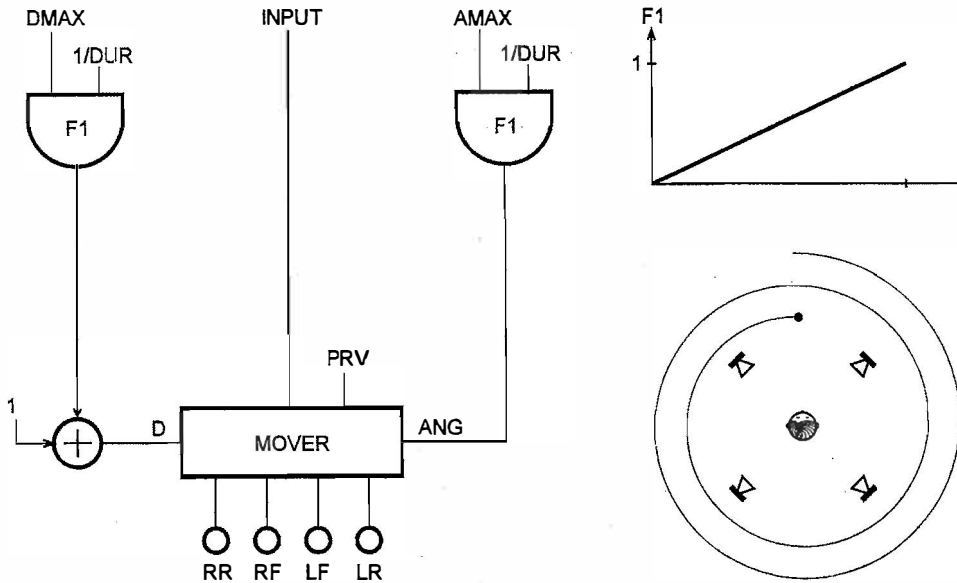 DMAX
INPUT
AMAX
F1
1/DUR
1/DUR
1
F1
F1
PRV
1
D
MOVER
ANG
RR
RF
LF
LR